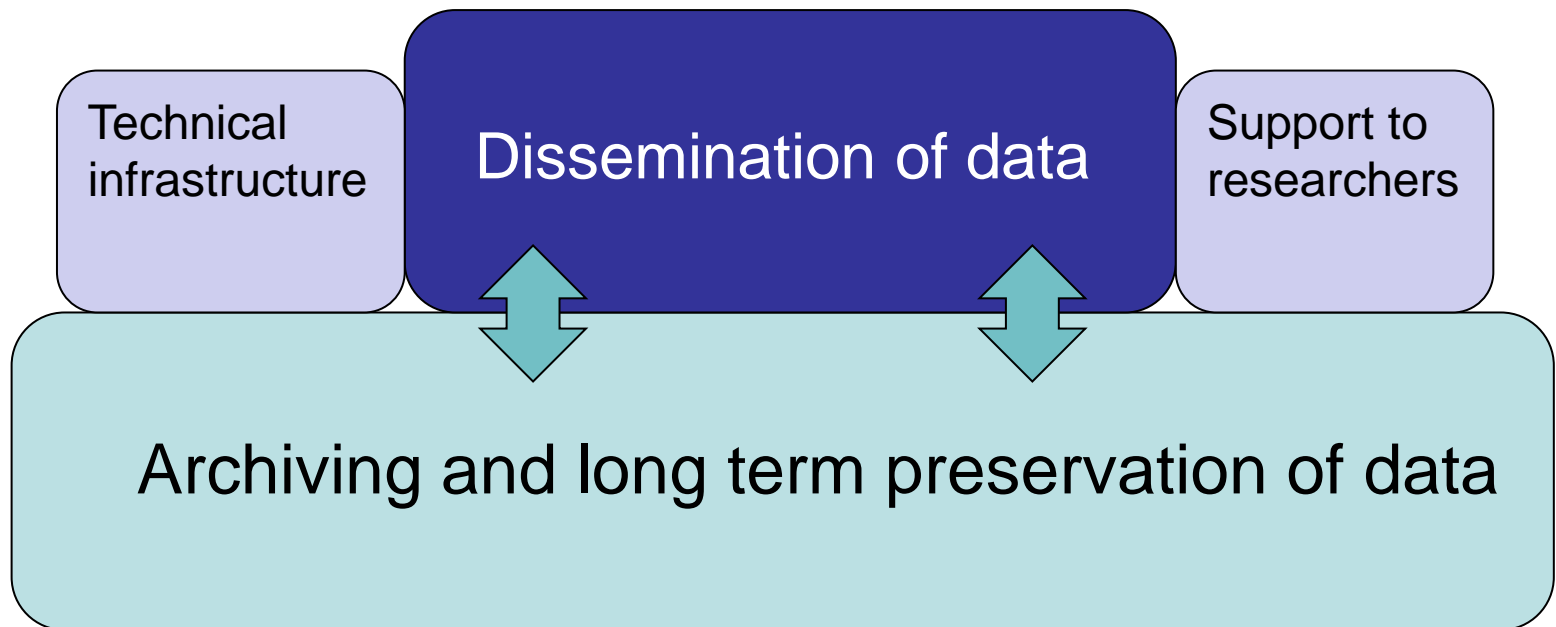 Technical
infrastructure
Dissemination of data
Support to
researchers
Archiving and long term preservation of data